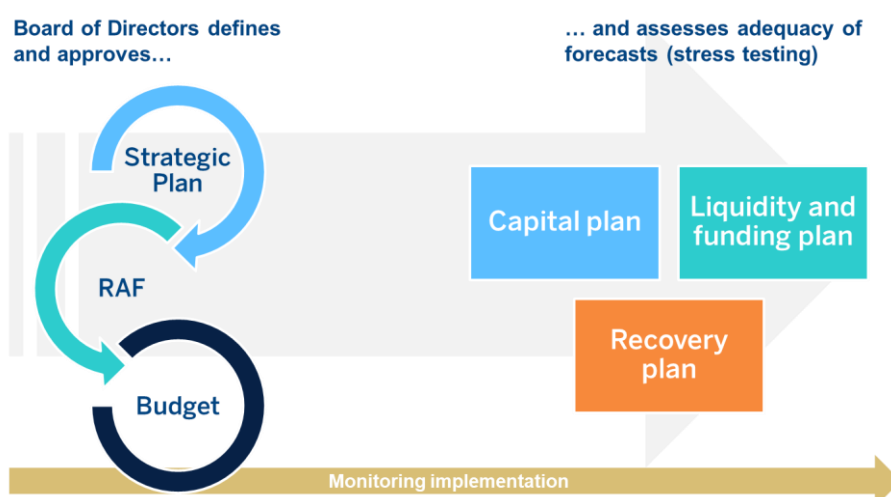 Board of Directors defines
and approves…
… and assesses adequacy of
forecasts (stress testing)
Strategic
Plan
RAF
Budget
Capital plan
Liquidity and
funding plan
Recovery
plan
Monitoring implementation